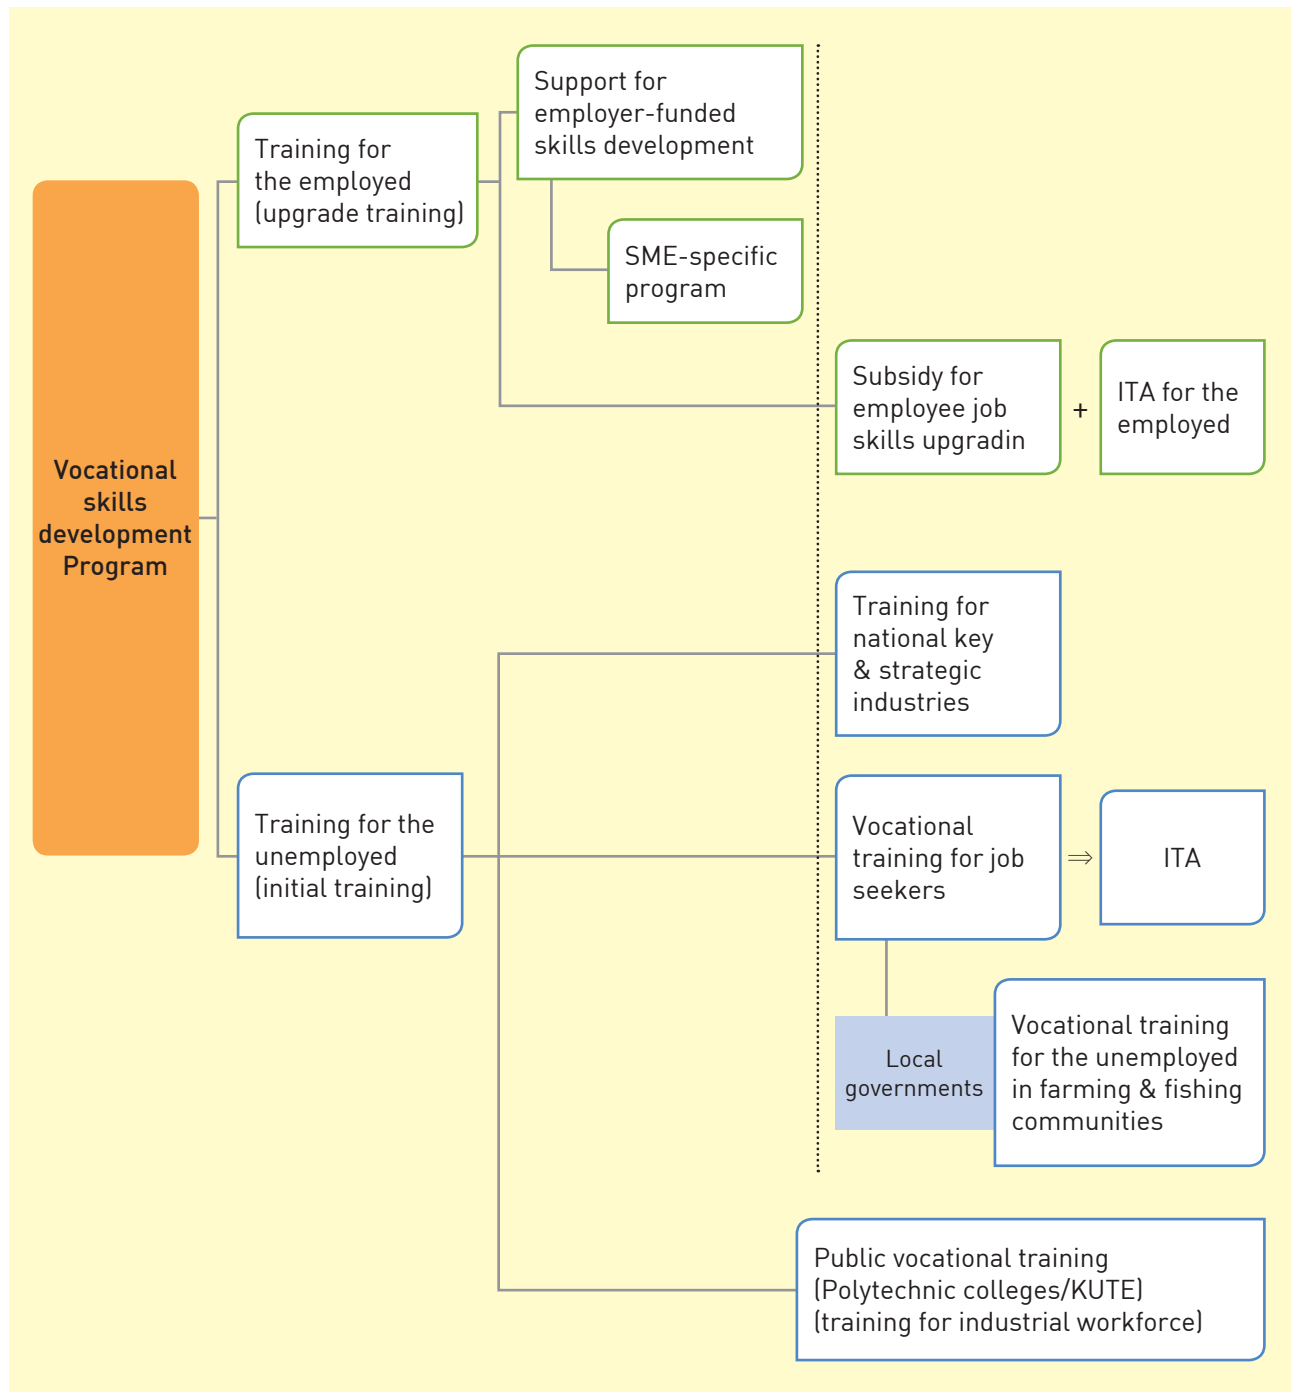 Support for
employer-funded
skills development
Training for
the employed
(upgrade training)
SME-specific
program
Subsidy for
employee job
skills upgradin
+
ITA for the
employed
Vocational
skills
development
Program
Training for
national key
& strategic
industries
Training for the
unemployed
(initial training)
Vocational
training for job
seekers
⇒
ITA
Local
governments
Vocational training
for the unemployed
in farming & fishing
communities
Public vocational training
(Polytechnic colleges/KUTE)
(training for industrial workforce)